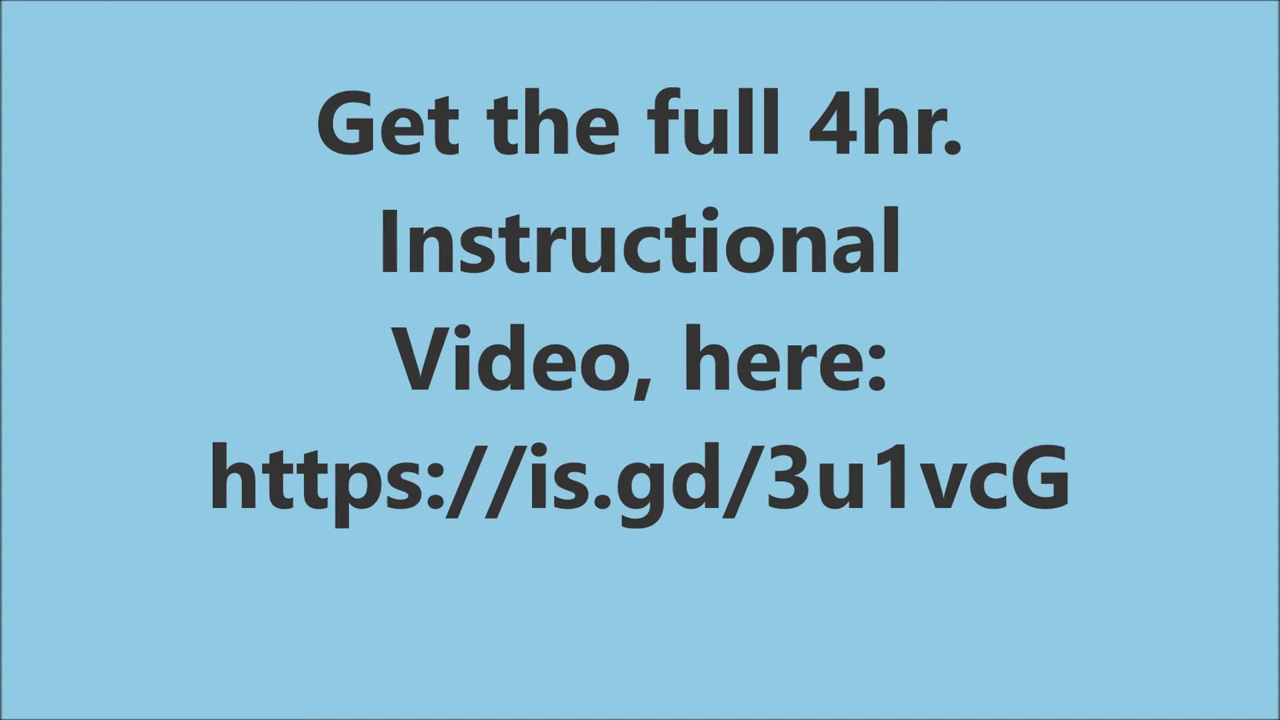 Get the full 4hr.
Instructional
Video, here:
https://is.gd/3u1vcG